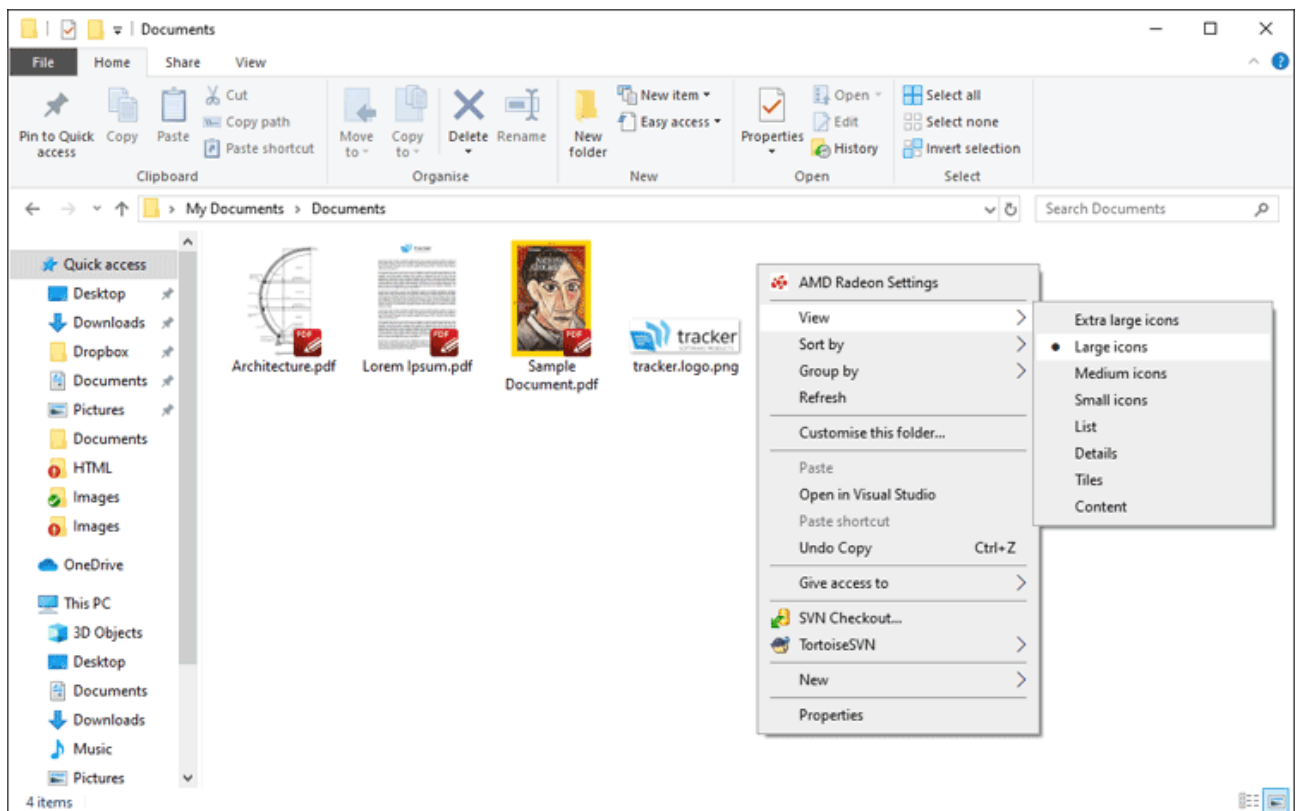 Documents
File Home Share View
Pin to Quick access
Copy
Paste
Cut
Copy path
Paste shortcut
Clipboard
Move to
Copy to
Delete
Rename
Organise
New folder
New item
Easy access
New
Properties
Open
Edit
History
Open
Select all
Select none
Invert selection
Select
My Documents > Documents
Search Documents
Quick access
Desktop
Downloads
Dropbox
Documents
Pictures
Documents
HTML
Images
Images
OneDrive
This PC
3D Objects
Desktop
Documents
Downloads
Music
Pictures
4 items
PDF
Architecture.pdf
tracker
PDF
Lorem Ipsum.pdf
PDF
Sample
Document.pdf
tracker
SOFTWARE PRODUCTS
tracker.logo.png
AMD Radeon Settings
View
Sort by
Group by
Refresh
Customise this folder...
Paste
Open in Visual Studio
Paste shortcut
Undo Copy Ctrl+Z
Give access to
SVN Checkout...
TortoiseSVN
New
Properties
Extra large icons
Large icons
Medium icons
Small icons
List
Details
Tiles
Content